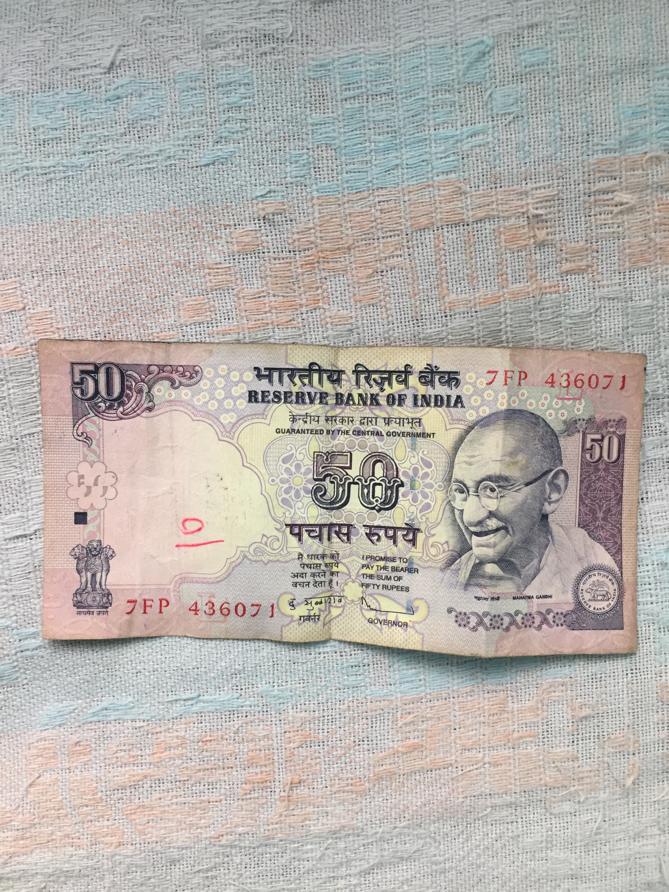 50
भारतीय रिज़र्व बैंक
7FP 436071
RESERVE BANK OF INDIA
केन्द्रीय सरकार द्वारा प्रत्याभूत
GUARANTEED BY THE CENTRAL GOVERNMENT
50
50
50
पचास रुपये
मैं धारक को
पचास रुपये
अदा करने का
वचन देता हूँ।
I PROMISE TO
PAY THE BEARER
THE SUM OF
FIFTY RUPEES
महात्मा गांधी MAHATMA GANDHI
सत्यमेव जयते
7FP 436071
गवर्नर
GOVERNOR